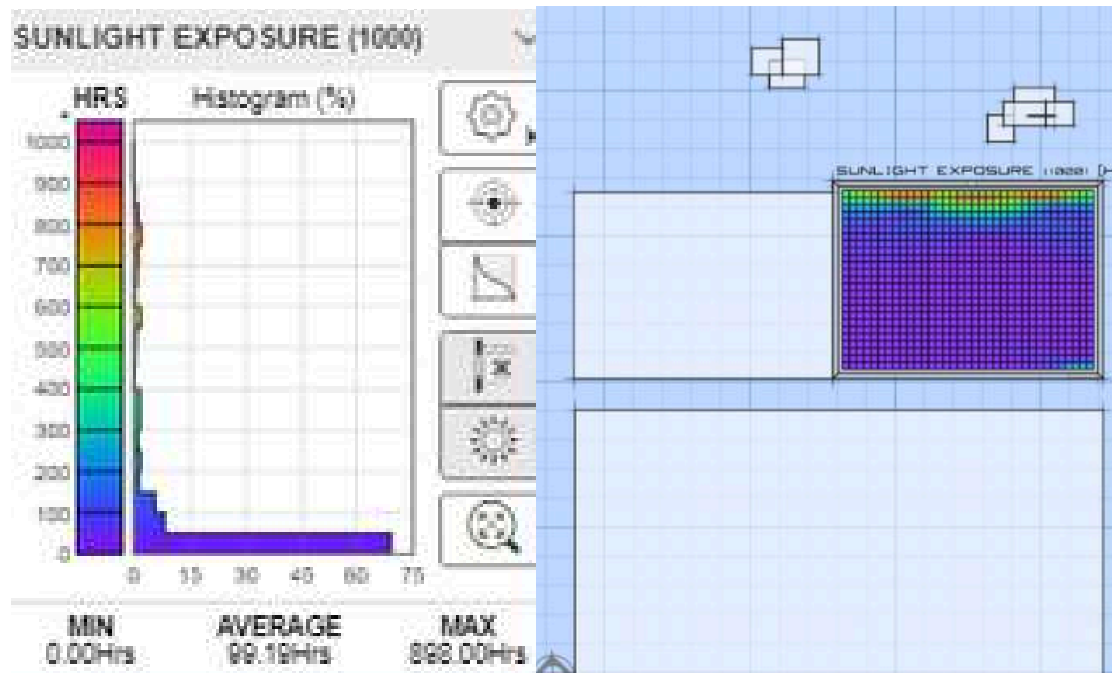 SUNLIGHT EXPOSURE (1000)
HRS
Histogram (%)
1000
900
800
700
600
500
400
300
200
100
0
0 15 30 45 60 75
MIN
0.00Hrs
AVERAGE
99.19Hrs
MAX
898.00Hrs
SUNLIGHT EXPOSURE (1000) [H